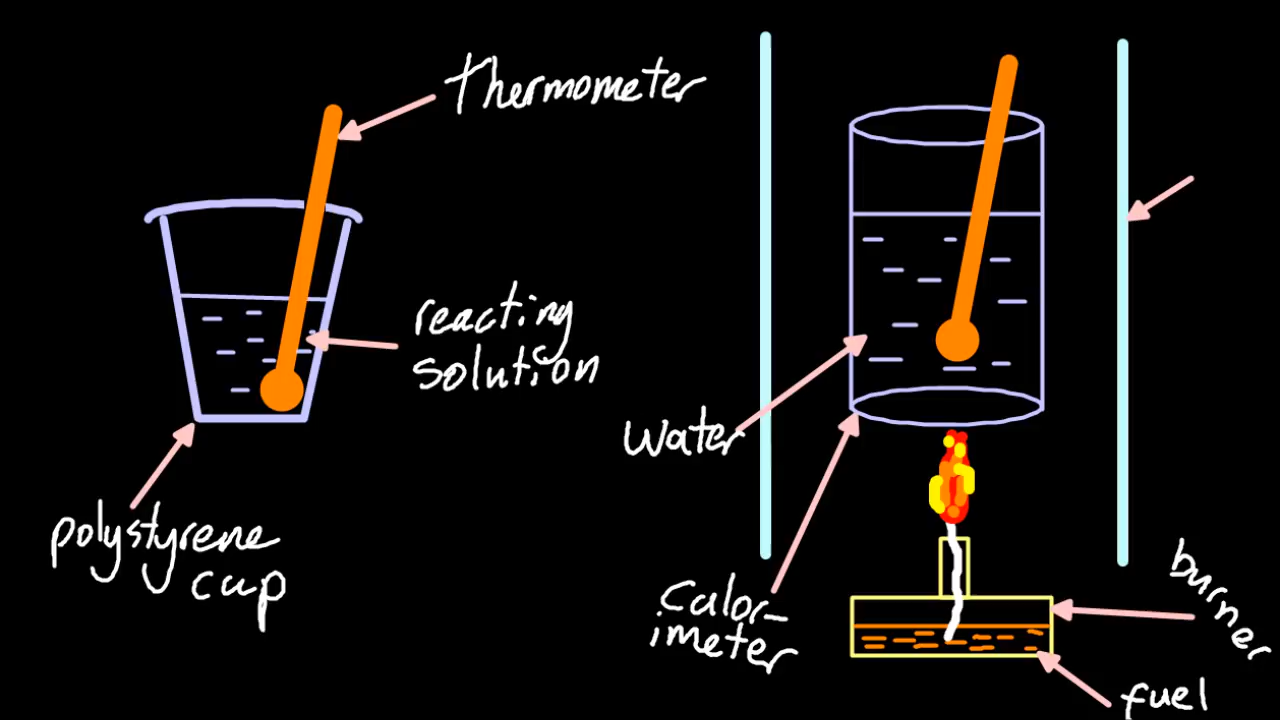 Thermometer
reacting
solution
polystyrene
cup
water
calor-
imeter
burner
fuel